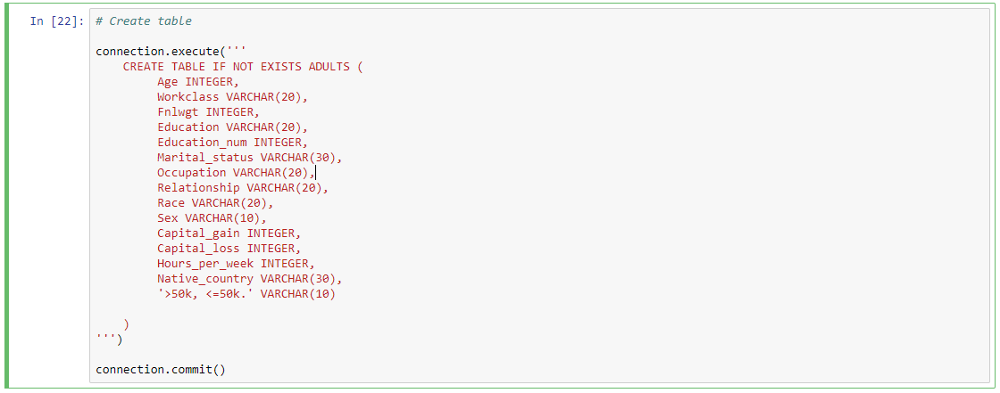 In [22]: # Create table
connection.execute('''
CREATE TABLE IF NOT EXISTS ADULTS (
Age INTEGER,
Workclass VARCHAR(20),
Fnlwgt INTEGER,
Education VARCHAR(20),
Education_num INTEGER,
Marital_status VARCHAR(30),
Occupation VARCHAR(20),
Relationship VARCHAR(20),
Race VARCHAR(20),
Sex VARCHAR(10),
Capital_gain INTEGER,
Capital_loss INTEGER,
Hours_per_week INTEGER,
Native_country VARCHAR(30),
'>50k, <=50k.' VARCHAR(10)
)
''')
connection.commit()